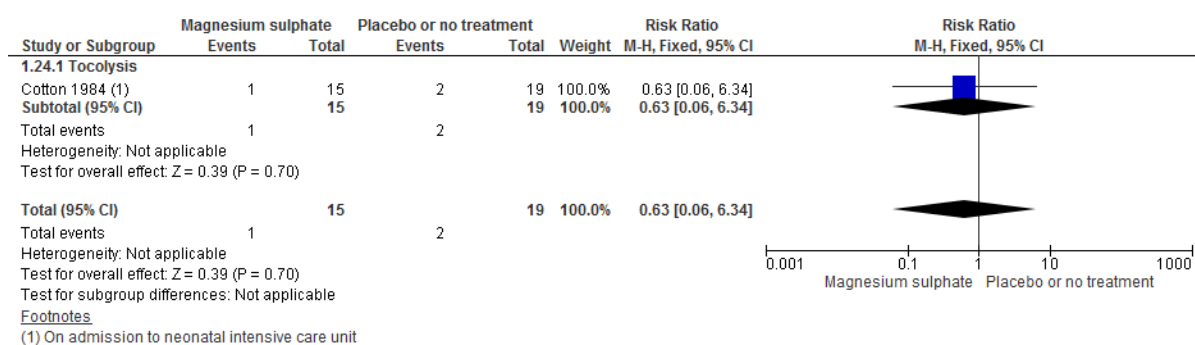 Magnesium sulphate Placebo or no treatment Risk Ratio Risk Ratio
Study or Subgroup Events Total Events Total Weight M-H, Fixed, 95% CI M-H, Fixed, 95% CI
1.24.1 Tocolysis
Cotton 1984 (1) 1 15 2 19 100.0% 0.63 [0.06, 6.34]
Subtotal (95% CI) 15 19 100.0% 0.63 [0.06, 6.34]
Total events 1 2
Heterogeneity: Not applicable
Test for overall effect: Z = 0.39 (P = 0.70)
Total (95% CI) 15 19 100.0% 0.63 [0.06, 6.34]
Total events 1 2
Heterogeneity: Not applicable
Test for overall effect: Z = 0.39 (P = 0.70)
Test for subgroup differences: Not applicable
0.001 0.1 1 10 1000
Magnesium sulphate Placebo or no treatment
Footnotes
(1) On admission to neonatal intensive care unit